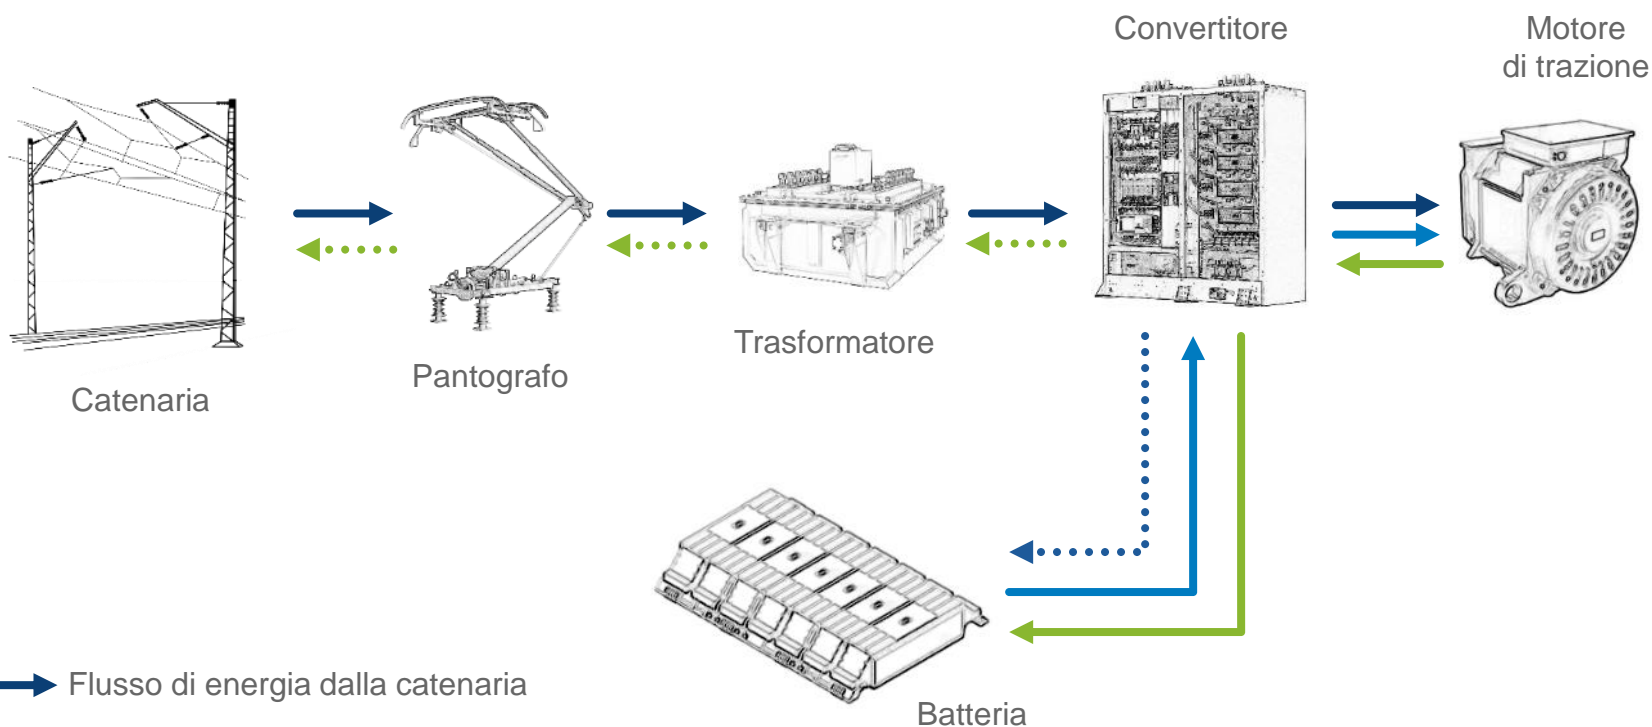 Convertitore
Motore
di trazione
Trasformatore
Pantografo
Catenaria
Flusso di energia dalla catenaria
Batteria